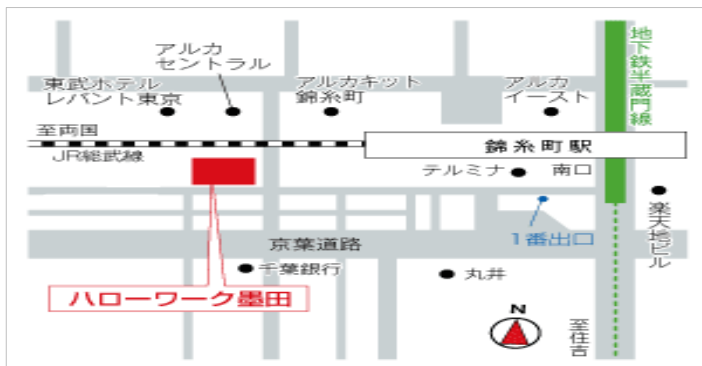 アルカ
セントラル
東武ホテル
レバント東京
アルカキット
錦糸町
アルカ
イースト
地下鉄半蔵門線
至両国
JR総武線
錦糸町駅
テルミナ
南口
楽天地ビル
1番出口
京葉道路
千葉銀行
丸井
ハローワーク墨田
N
至住吉